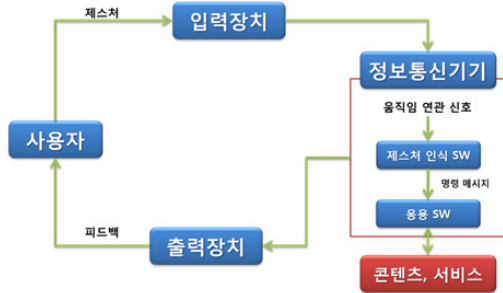 제스처
입력장치
정보통신기기
움직임 연관 신호
사용자
제스처 인식 SW
명령 메시지
응용 SW
피드백
출력장치
콘텐츠, 서비스